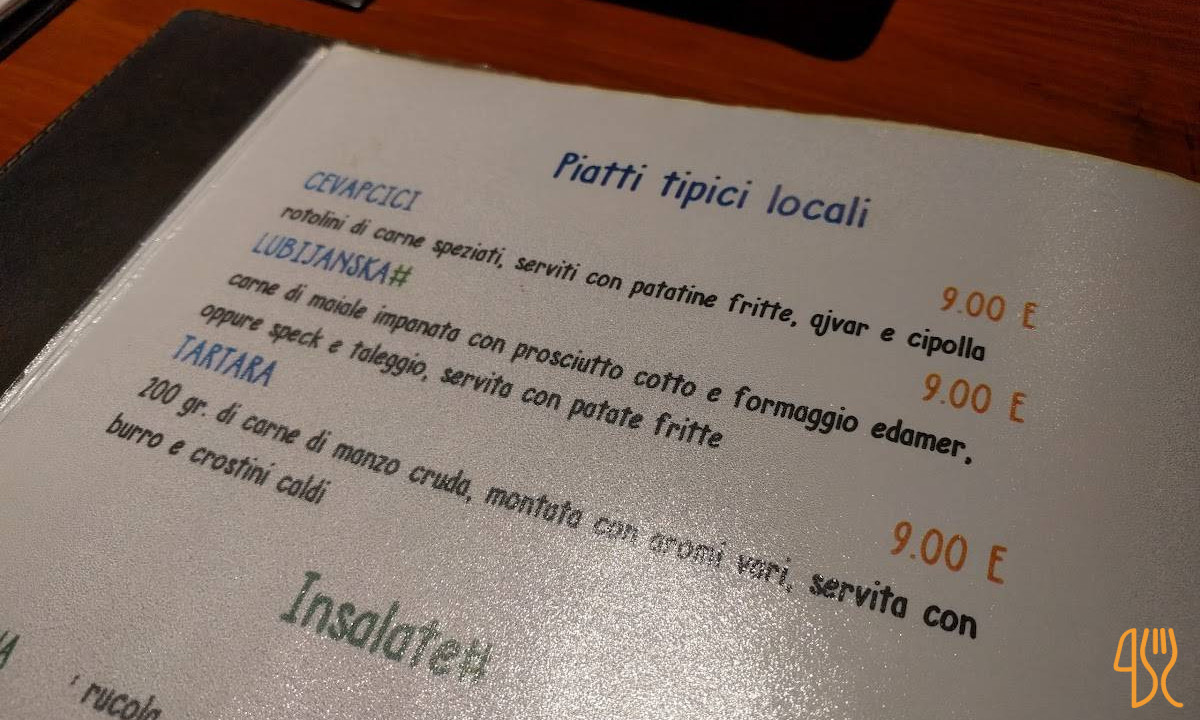 Piatti tipici locali
CEVAPCICI
9.00 E
rotolini di carne speziati, serviti con patatine fritte, ajvar e cipolla
LUBIJANSKA#
9.00 E
carne di maiale impanata con prosciutto cotto e formaggio edamer,
oppure speck e taleggio, servita con patate fritte
TARTARA
9.00 E
200 gr. di carne di manzo cruda, montata con aromi vari, servita con
burro e crostini caldi
Insalate#
rucola